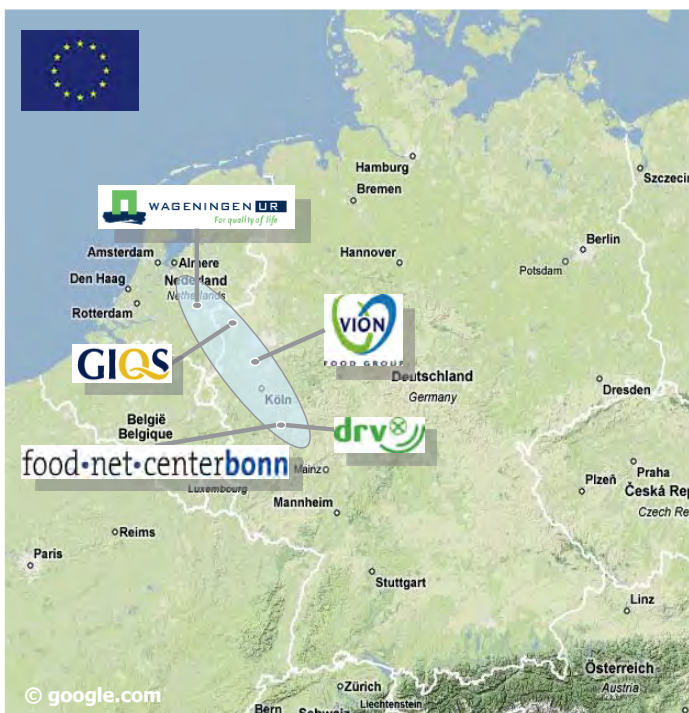 Hamburg
Szczecin
Bremen
WAGENINGEN UR
For quality of life
Berlin
Amsterdam
Almere
Hannover
Potsdam
Den Haag
Nederland
Netherlands
Rotterdam
VION
FOOD GROUP
GIQS
Deutschland
Germany
Dresden
Köln
België
Belgique
drv
food·net·centerbonn
Mainz
Luxembourg
Praha
Plzeň
Česká Rep
Czech Re
Mannheim
Reims
Paris
Stuttgart
Linz
Österreich
Austria
Zürich
Liechtenstein
Bern
Schweiz
© google.com